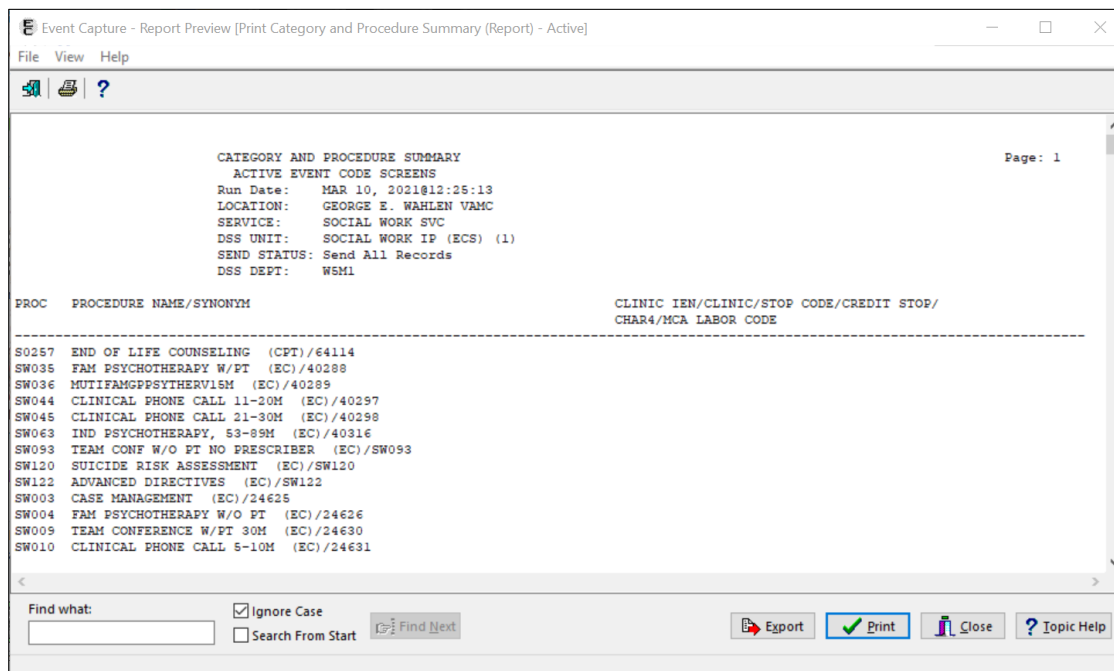 Event Capture - Report Preview [Print Category and Procedure Summary (Report) - Active]
File View Help
CATEGORY AND PROCEDURE SUMMARY Page: 1
ACTIVE EVENT CODE SCREENS
Run Date: MAR 10, 2021@12:25:13
LOCATION: GEORGE E. WAHLEN VAMC
SERVICE: SOCIAL WORK SVC
DSS UNIT: SOCIAL WORK IP (ECS) (1)
SEND STATUS: Send All Records
DSS DEPT: W5M1
PROC PROCEDURE NAME/SYNONYM CLINIC IEN/CLINIC/STOP CODE/CREDIT STOP/
CHAR4/MCA LABOR CODE
S0257 END OF LIFE COUNSELING (CPT)/64114
SW035 FAM PSYCHOTHERAPY W/PT (EC)/40288
SW036 MUTIFAMGPPSYTHERV15M (EC)/40289
SW044 CLINICAL PHONE CALL 11-20M (EC)/40297
SW045 CLINICAL PHONE CALL 21-30M (EC)/40298
SW063 IND PSYCHOTHERAPY, 53-89M (EC)/40316
SW093 TEAM CONF W/O PT NO PRESCRIBER (EC)/SW093
SW120 SUICIDE RISK ASSESSMENT (EC)/SW120
SW122 ADVANCED DIRECTIVES (EC)/SW122
SW003 CASE MANAGEMENT (EC)/24625
SW004 FAM PSYCHOTHERAPY W/O PT (EC)/24626
SW009 TEAM CONFERENCE W/PT 30M (EC)/24630
SW010 CLINICAL PHONE CALL 5-10M (EC)/24631
Find what:
Ignore Case
Search From Start
Find Next
Export
Print
Close
Topic Help